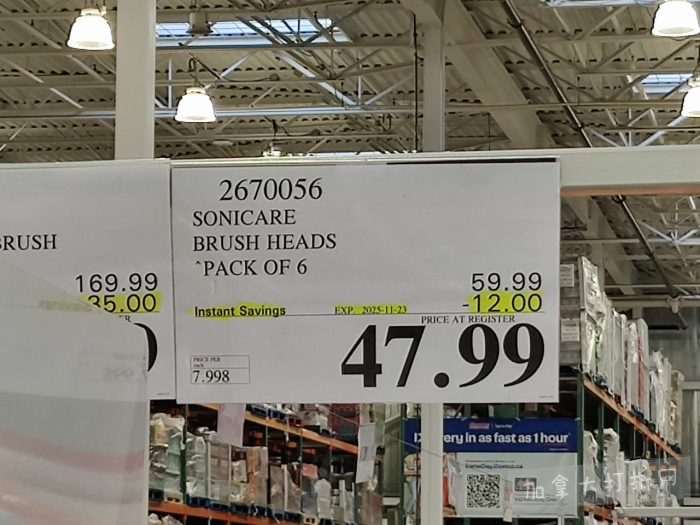 BRUSH
169.99
-35.00
2670056
SONICARE
BRUSH HEADS
^PACK OF 6
59.99
Instant Savings EXP. 2025-11-23 -12.00
PRICE AT REGISTER
47.99
PRICE PER
7.998
very in as fast as 1 hour
加拿大打折只